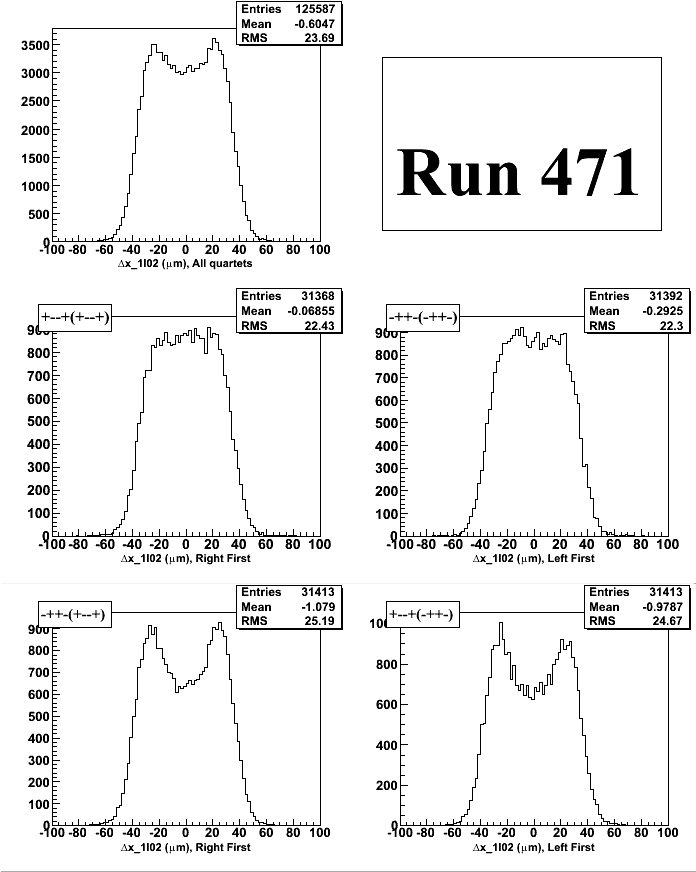 Entries 125587
Mean -0.6047
RMS 23.69
3500
3000
2500
2000
1500
1000
500
0
-100 -80 -60 -40 -20 0 20 40 60 80 100
Δx_1I02 (μm), All quartets
Run 471
+--+(+--+)
Entries 31368
Mean -0.06855
RMS 22.43
900
800
700
600
500
400
300
200
100
0
-100 -80 -60 -40 -20 0 20 40 60 80 100
Δx_1I02 (μm), Right First
-++-(-++-)
Entries 31392
Mean -0.2925
RMS 22.3
900
800
700
600
500
400
300
200
100
0
-100 -80 -60 -40 -20 0 20 40 60 80 100
Δx_1I02 (μm), Left First
-++-(+--+)
Entries 31413
Mean -1.079
RMS 25.19
900
800
700
600
500
400
300
200
100
0
-100 -80 -60 -40 -20 0 20 40 60 80 100
Δx_1I02 (μm), Right First
+--+(-++-)
Entries 31413
Mean -0.9787
RMS 24.67
800
600
400
200
0
-100 -80 -60 -40 -20 0 20 40 60 80 100
Δx_1I02 (μm), Left First